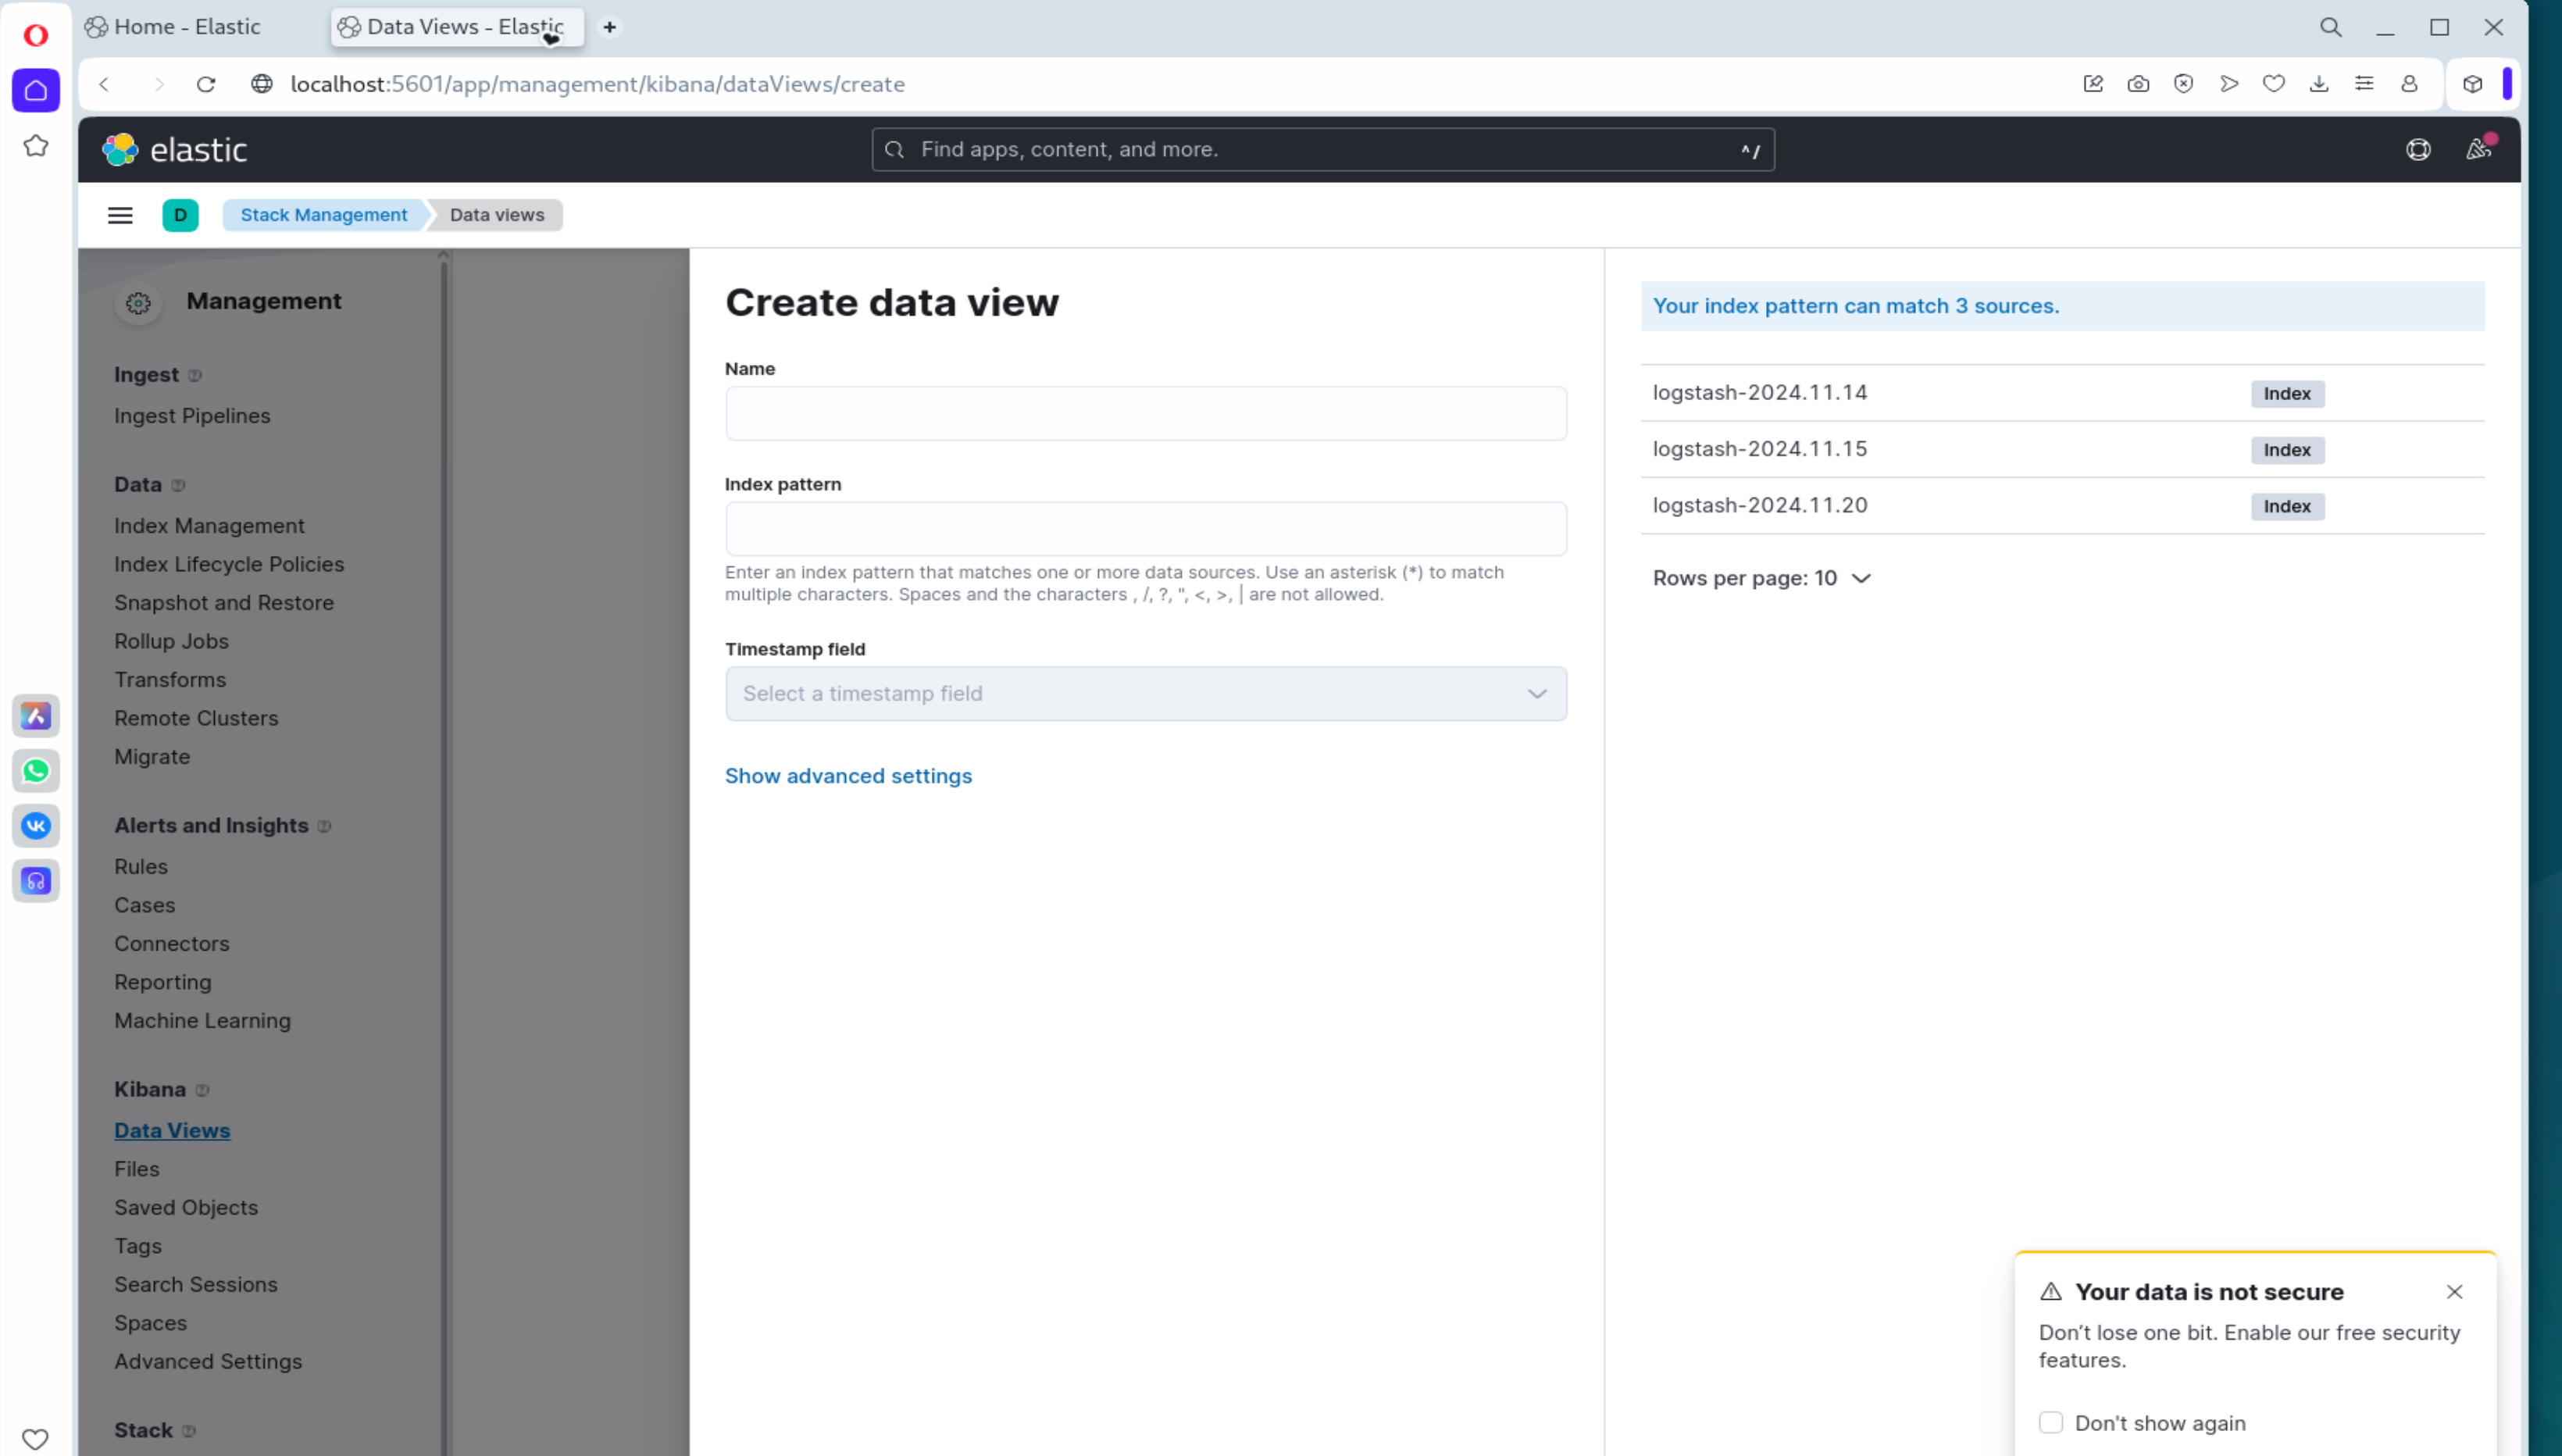 Home - Elastic
Data Views - Elastic
localhost:5601/app/management/kibana/dataViews/create
elastic
Find apps, content, and more.
^/
D
Stack Management
Data views
Management
Ingest
Ingest Pipelines
Data
Index Management
Index Lifecycle Policies
Snapshot and Restore
Rollup Jobs
Transforms
Remote Clusters
Migrate
Alerts and Insights
Rules
Cases
Connectors
Reporting
Machine Learning
Kibana
Data Views
Files
Saved Objects
Tags
Search Sessions
Spaces
Advanced Settings
Stack
Create data view
Name
Index pattern
Enter an index pattern that matches one or more data sources. Use an asterisk (*) to match
multiple characters. Spaces and the characters , /, ?, ", <, >, | are not allowed.
Timestamp field
Select a timestamp field
Show advanced settings
Your index pattern can match 3 sources.
logstash-2024.11.14 Index
logstash-2024.11.15 Index
logstash-2024.11.20 Index
Rows per page: 10
Your data is not secure
Don't lose one bit. Enable our free security
features.
Don't show again